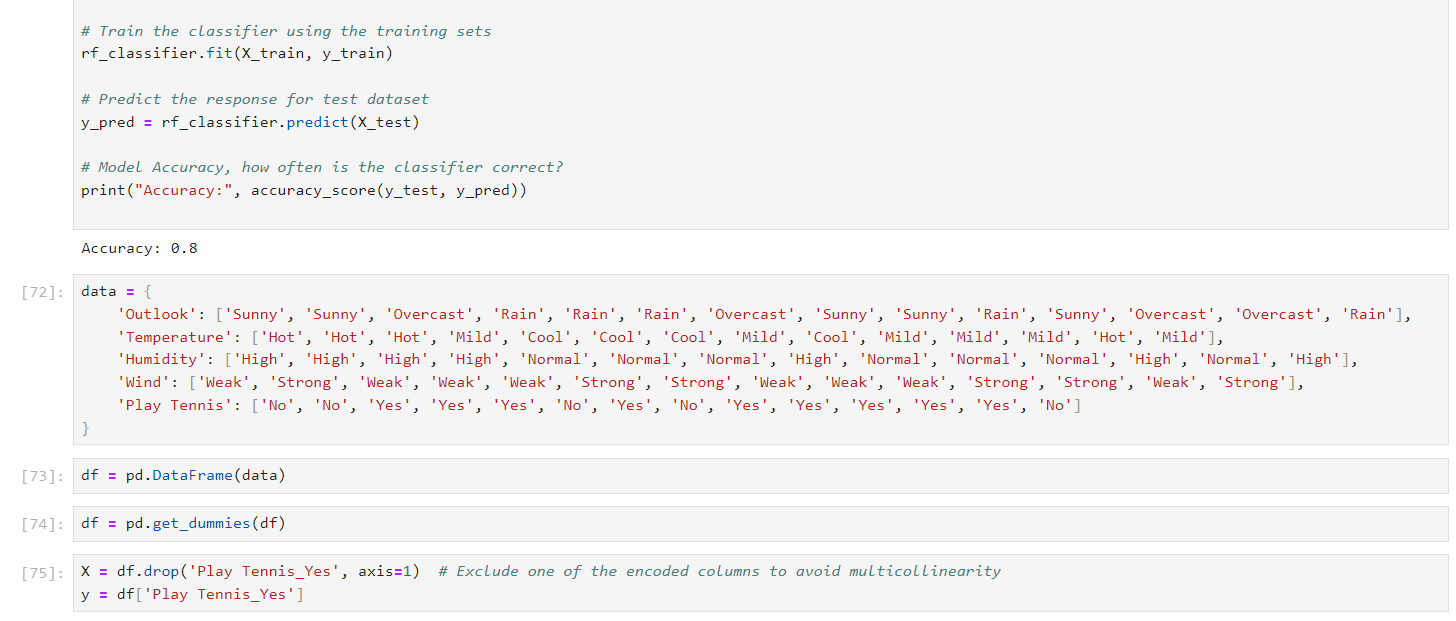 # Train the classifier using the training sets
rf_classifier.fit(X_train, y_train)
# Predict the response for test dataset
y_pred = rf_classifier.predict(X_test)
# Model Accuracy, how often is the classifier correct?
print("Accuracy:", accuracy_score(y_test, y_pred))
Accuracy: 0.8
[72]: data = {
'Outlook': ['Sunny', 'Sunny', 'Overcast', 'Rain', 'Rain', 'Rain', 'Overcast', 'Sunny', 'Sunny', 'Rain', 'Sunny', 'Overcast', 'Overcast', 'Rain'],
'Temperature': ['Hot', 'Hot', 'Hot', 'Mild', 'Cool', 'Cool', 'Cool', 'Mild', 'Cool', 'Mild', 'Mild', 'Mild', 'Hot', 'Mild'],
'Humidity': ['High', 'High', 'High', 'High', 'Normal', 'Normal', 'Normal', 'High', 'Normal', 'Normal', 'Normal', 'High', 'Normal', 'High'],
'Wind': ['Weak', 'Strong', 'Weak', 'Weak', 'Weak', 'Strong', 'Strong', 'Weak', 'Weak', 'Weak', 'Strong', 'Strong', 'Weak', 'Strong'],
'Play Tennis': ['No', 'No', 'Yes', 'Yes', 'Yes', 'No', 'Yes', 'No', 'Yes', 'Yes', 'Yes', 'Yes', 'Yes', 'No']
}
[73]: df = pd.DataFrame(data)
[74]: df = pd.get_dummies(df)
[75]: X = df.drop('Play Tennis_Yes', axis=1)  # Exclude one of the encoded columns to avoid multicollinearity
y = df['Play Tennis_Yes']